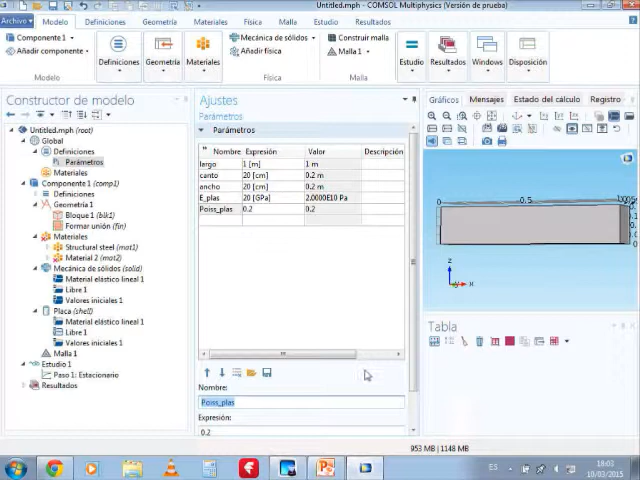 Untitled.mph - COMSOL Multiphysics (Versión de prueba)
Archivo Modelo Definiciones Geometría Materiales Física Malla Estudio Resultados
Componente 1
Añadir componente
Modelo
Definiciones
Geometría
Materiales
Mecánica de sólidos
Añadir física
Física
Construir malla
Malla 1
Malla
Estudio
Resultados
Windows
Disposición
Constructor de modelo
Untitled.mph (root)
Global
Definiciones
Parámetros
Materiales
Componente 1 (comp1)
Definiciones
Geometría 1
Bloque 1 (blk1)
Formar unión (fin)
Materiales
Structural steel (mat1)
Material 2 (mat2)
Mecánica de sólidos (solid)
Material elástico lineal 1
Libre 1
Valores iniciales 1
Placa (shell)
Material elástico lineal 1
Libre 1
Valores iniciales 1
Malla 1
Estudio 1
Paso 1: Estacionario
Resultados
Ajustes
Parámetros
Parámetros
Nombre Expresión Valor Descripción
largo 1 [m] 1 m
canto 20 [cm] 0.2 m
ancho 20 [cm] 0.2 m
E_plas 20 [GPa] 2.0000E10 Pa
Poiss_plas 0.2 0.2
Nombre:
Poiss_plas
Expresión:
0.2
Gráficos Mensajes Estado del cálculo Registro
0 0.5
z
y x
Tabla
953 MB | 1148 MB
ES
18:03
10/03/2015